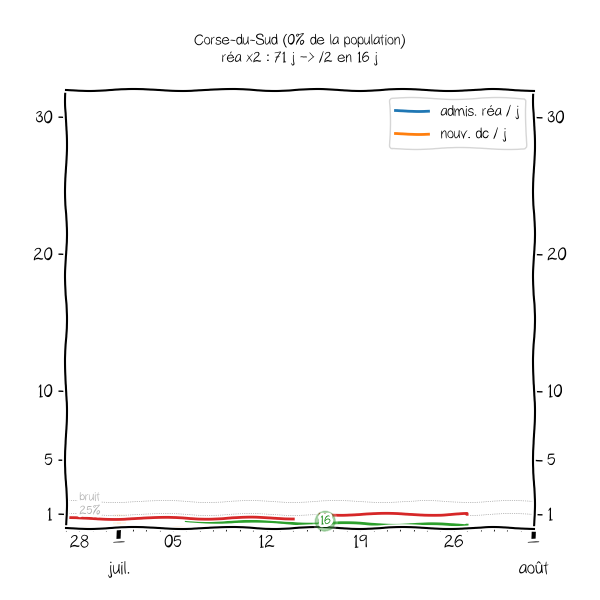 Corse-du-Sud (0% de la population)
réa x2 : 71 j -> /2 en 16 j
admis. réa / j
nouv. dc / j
30
30
20
20
10
10
5
5
bruit
25%
1
1
16
28
05
12
19
26
juil.
août